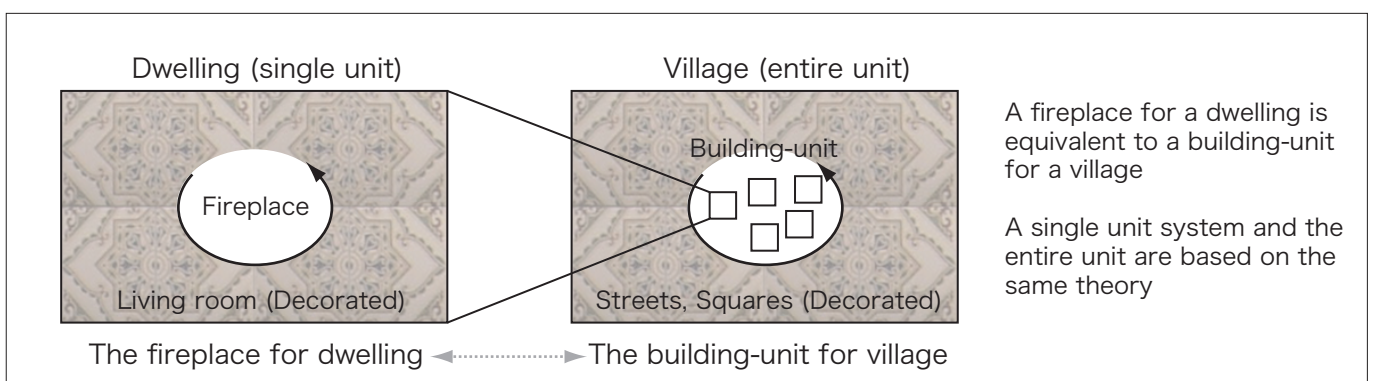 Dwelling (single unit)
Fireplace
Living room (Decorated)
The fireplace for dwelling
Village (entire unit)
Building-unit
Streets, Squares (Decorated)
The building-unit for village
A fireplace for a dwelling is
equivalent to a building-unit
for a village
A single unit system and the
entire unit are based on the
same theory